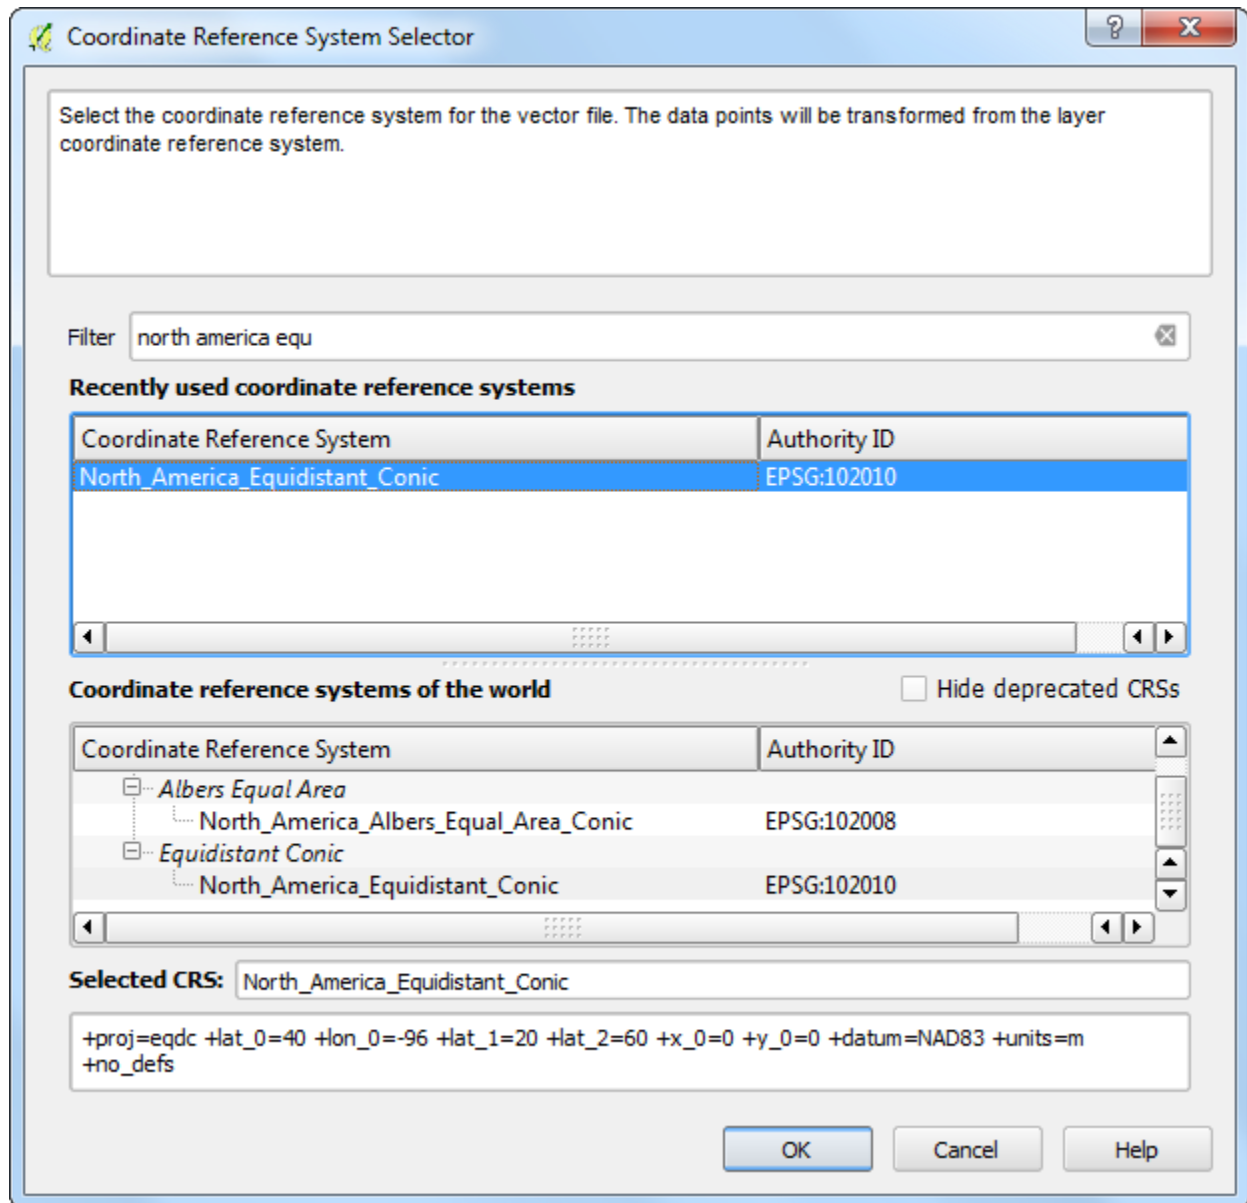 Coordinate Reference System Selector
Select the coordinate reference system for the vector file. The data points will be transformed from the layer
coordinate reference system.
Filter north america equ
Recently used coordinate reference systems
Coordinate Reference System Authority ID
North_America_Equidistant_Conic EPSG:102010
Coordinate reference systems of the world Hide deprecated CRSs
Coordinate Reference System Authority ID
Albers Equal Area
North_America_Albers_Equal_Area_Conic EPSG:102008
Equidistant Conic
North_America_Equidistant_Conic EPSG:102010
Selected CRS: North_America_Equidistant_Conic
+proj=eqdc +lat_0=40 +lon_0=-96 +lat_1=20 +lat_2=60 +x_0=0 +y_0=0 +datum=NAD83 +units=m
+no_defs
OK Cancel Help